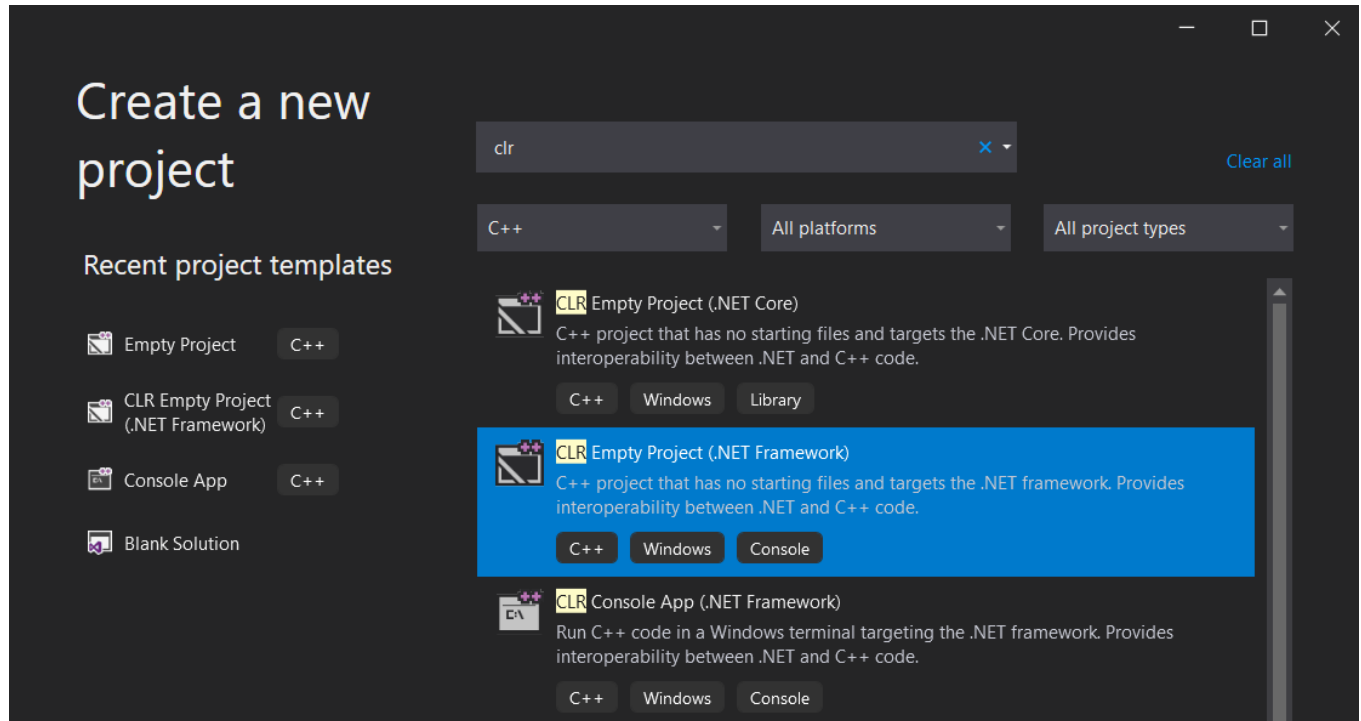 Create a new
project
clr
Clear all
C++
All platforms
All project types
Recent project templates
Empty Project
C++
CLR Empty Project
(.NET Framework)
C++
Console App
C++
Blank Solution
CLR Empty Project (.NET Core)
C++ project that has no starting files and targets the .NET Core. Provides
interoperability between .NET and C++ code.
C++
Windows
Library
CLR Empty Project (.NET Framework)
C++ project that has no starting files and targets the .NET framework. Provides
interoperability between .NET and C++ code.
C++
Windows
Console
C:\
CLR Console App (.NET Framework)
Run C++ code in a Windows terminal targeting the .NET framework. Provides
interoperability between .NET and C++ code.
C++
Windows
Console